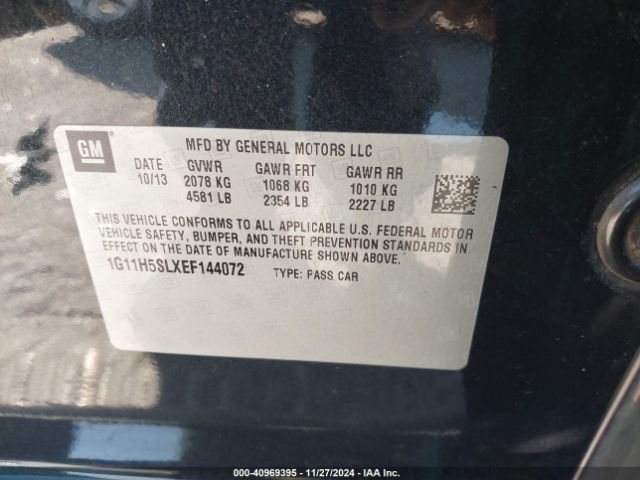 GM
®
MFD BY GENERAL MOTORS LLC
DATE GVWR GAWR FRT GAWR RR
10/13 2078 KG 1068 KG 1010 KG
4581 LB 2354 LB 2227 LB
THIS VEHICLE CONFORMS TO ALL APPLICABLE U.S. FEDERAL MOTOR
VEHICLE SAFETY, BUMPER, AND THEFT PREVENTION STANDARDS
IN EFFECT ON THE DATE OF MANUFACTURE SHOWN ABOVE.
1G11H5SLXEF144072 TYPE: PASS CAR
000-40969395 - 11/27/2024 - IAAI.COM